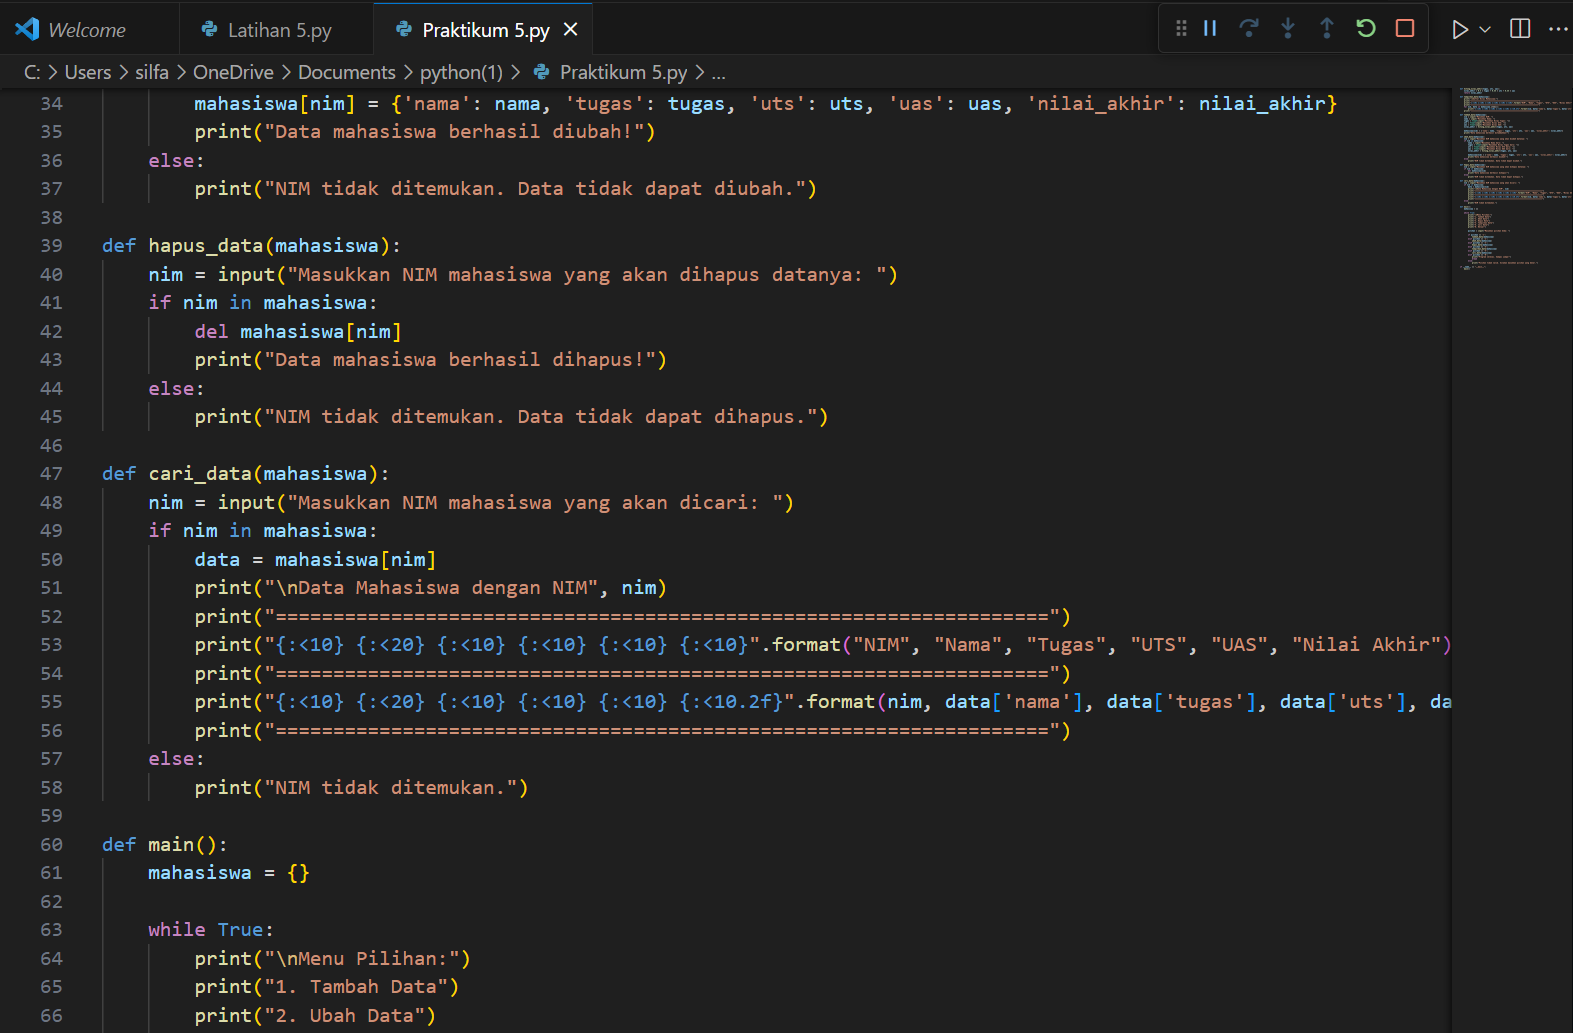 Welcome
Latihan 5.py
Praktikum 5.py
C: > Users > silfa > OneDrive > Documents > python(1) > Praktikum 5.py > ...
34 mahasiswa[nim] = {'nama': nama, 'tugas': tugas, 'uts': uts, 'uas': uas, 'nilai_akhir': nilai_akhir}
35 print("Data mahasiswa berhasil diubah!")
36 else:
37 print("NIM tidak ditemukan. Data tidak dapat diubah.")
38
39 def hapus_data(mahasiswa):
40 nim = input("Masukkan NIM mahasiswa yang akan dihapus datanya: ")
41 if nim in mahasiswa:
42 del mahasiswa[nim]
43 print("Data mahasiswa berhasil dihapus!")
44 else:
45 print("NIM tidak ditemukan. Data tidak dapat dihapus.")
46
47 def cari_data(mahasiswa):
48 nim = input("Masukkan NIM mahasiswa yang akan dicari: ")
49 if nim in mahasiswa:
50 data = mahasiswa[nim]
51 print("\nData Mahasiswa dengan NIM", nim)
52 print("===================================================================")
53 print("{:<10} {:<20} {:<10} {:<10} {:<10} {:<10}".format("NIM", "Nama", "Tugas", "UTS", "UAS", "Nilai Akhir")
54 print("===================================================================")
55 print("{:<10} {:<20} {:<10} {:<10} {:<10} {:<10.2f}".format(nim, data['nama'], data['tugas'], data['uts'], da
56 print("===================================================================")
57 else:
58 print("NIM tidak ditemukan.")
59
60 def main():
61 mahasiswa = {}
62
63 while True:
64 print("\nMenu Pilihan:")
65 print("1. Tambah Data")
66 print("2. Ubah Data")